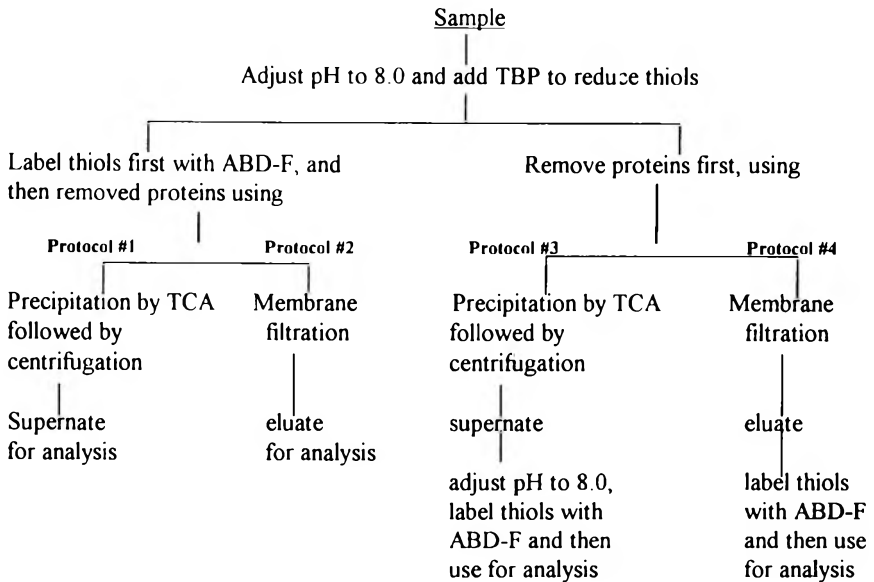 Sample
Adjust pH to 8.0 and add TBP to reduce thiols
Label thiols first with ABD-F, and
then removed proteins using
Remove proteins first, using
Protocol #1
Protocol #2
Protocol #3
Protocol #4
Precipitation by TCA
followed by
centrifugation
Membrane
filtration
Precipitation by TCA
followed by
centrifugation
Membrane
filtration
Supernate
for analysis
eluate
for analysis
supernate
eluate
adjust pH to 8.0,
label thiols with
ABD-F and then
use for analysis
label thiols
with ABD-F
and then use
for analysis